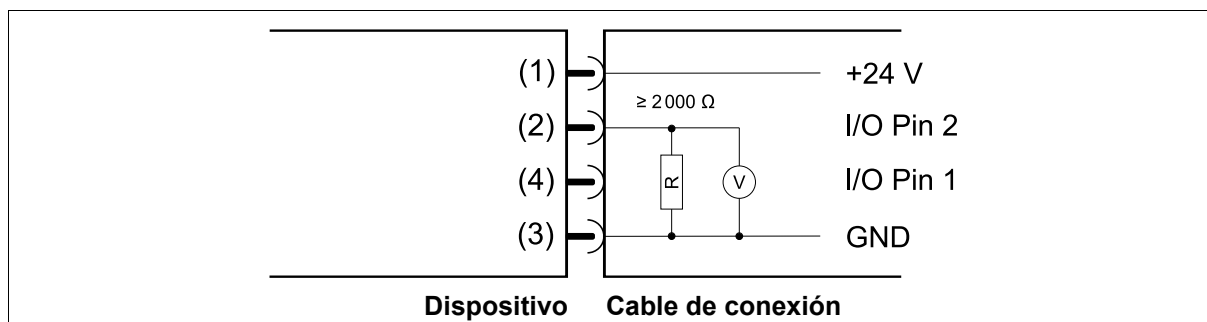 (1) +24 V
≥ 2 000 Ω
(2) I/O Pin 2
R V
(4) I/O Pin 1
(3) GND
Dispositivo Cable de conexión